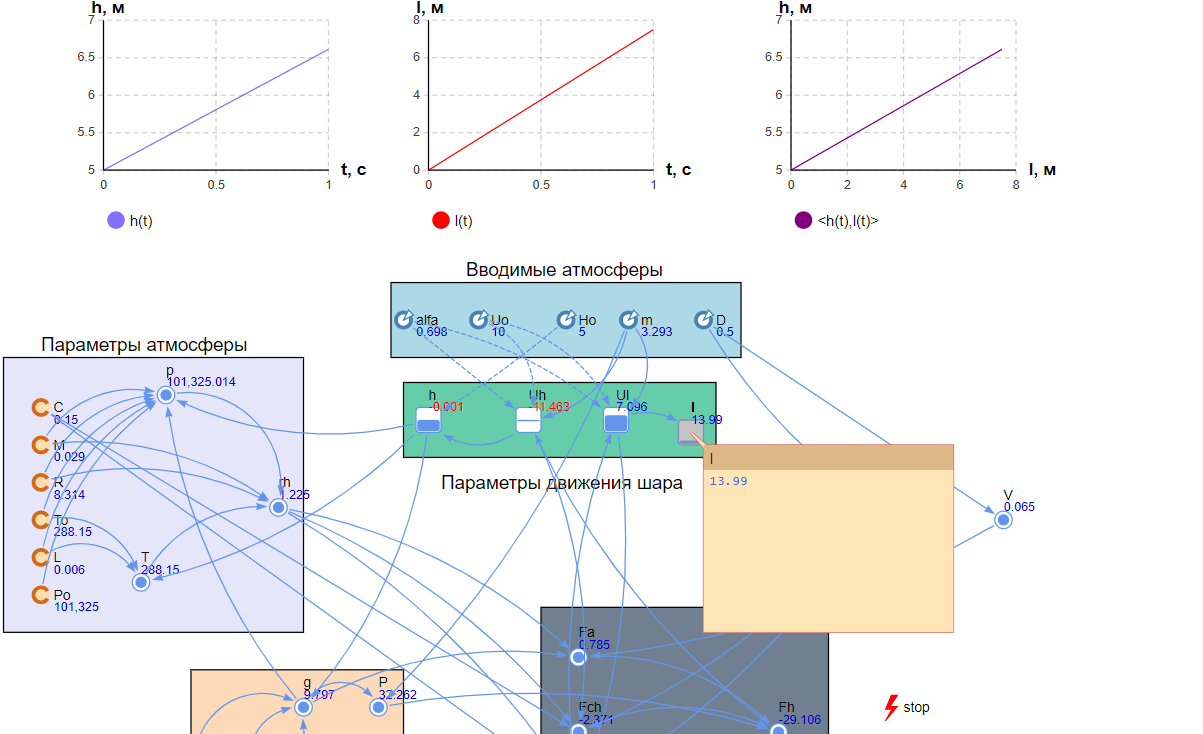 h, м
l, м
h, м
7
6.5
6
5.5
5
0
0.5
1
t, с
8
6
4
2
0
0
0.5
1
t, с
7
6.5
6
5.5
5
0
2
4
6
8
l, м
h(t)
l(t)
<h(t),l(t)>
Вводимые атмосферы
alfa
0.698
Uo
10
Ho
5
m
3.293
D
0.5
Параметры атмосферы
p
101,325.014
C
0.15
M
0.029
R
8.314
To
288.15
L
0.006
Po
101,325
T
288.15
rh
1.225
h
-0.001
Uh
-41.463
Ul
7.096
l
13.99
Параметры движения шара
l
13.99
V
0.065
Fa
0.785
g
9.797
P
32.262
Fch
-2.371
Fh
-29.106
stop